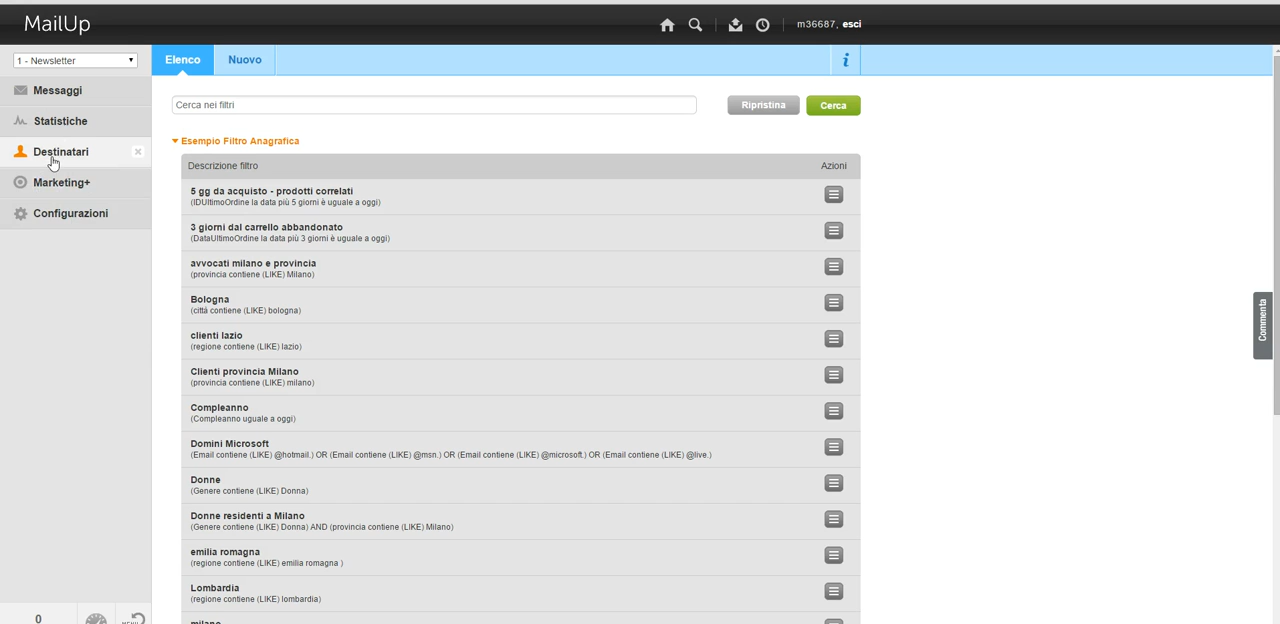 MailUp
m36687, esci
1 - Newsletter
Elenco
Nuovo
i
Messaggi
Statistiche
Destinatari
Marketing+
Configurazioni
Cerca nei filtri
Ripristina
Cerca
Esempio Filtro Anagrafica
Descrizione filtro
Azioni
5 gg da acquisto - prodotti correlati
(IDUltimoOrdine la data più 5 giorni è uguale a oggi)
3 giorni dal carrello abbandonato
(DataUltimoOrdine la data più 3 giorni è uguale a oggi)
avvocati milano e provincia
(provincia contiene (LIKE) Milano)
Bologna
(città contiene (LIKE) bologna)
clienti lazio
(regione contiene (LIKE) lazio)
Clienti provincia Milano
(provincia contiene (LIKE) milano)
Compleanno
(Compleanno uguale a oggi)
Domini Microsoft
(Email contiene (LIKE) @hotmail.) OR (Email contiene (LIKE) @msn.) OR (Email contiene (LIKE) @microsoft.) OR (Email contiene (LIKE) @live.)
Donne
(Genere contiene (LIKE) Donna)
Donne residenti a Milano
(Genere contiene (LIKE) Donna) AND (provincia contiene (LIKE) Milano)
emilia romagna
(regione contiene (LIKE) emilia romagna )
Lombardia
(regione contiene (LIKE) lombardia)
milano
Commenta
0
MENU